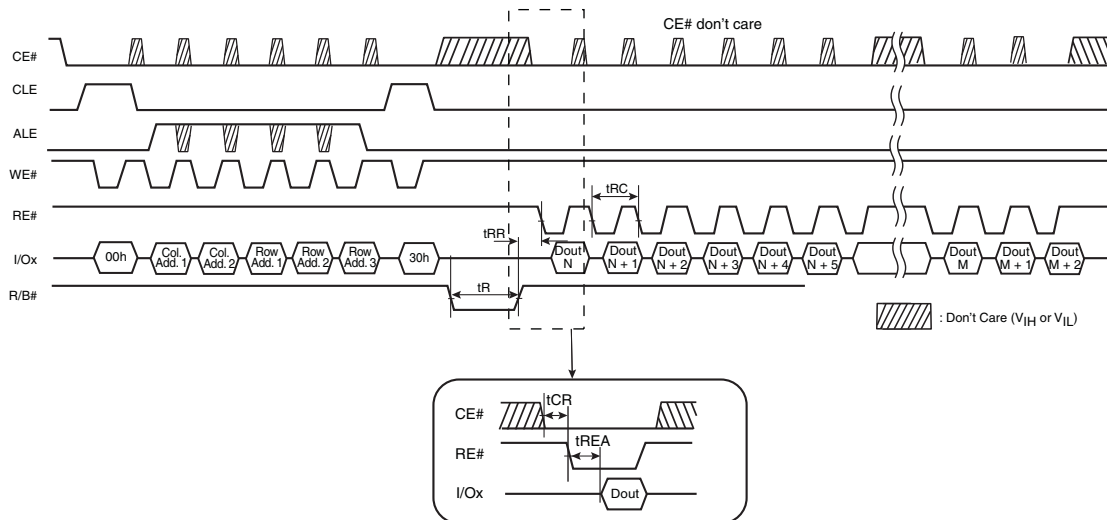 CE# don't care
CE#
CLE
ALE
WE#
tRC
RE#
tRR
I/Ox
00h
Col.
Add. 1
Col.
Add. 2
Row
Add. 1
Row
Add. 2
Row
Add. 3
30h
Dout
N
Dout
N + 1
Dout
N + 2
Dout
N + 3
Dout
N + 4
Dout
N + 5
Dout
M
Dout
M + 1
Dout
M + 2
R/B#
tR
: Don't Care (VIH or VIL)
CE#
tCR
RE#
tREA
I/Ox
Dout